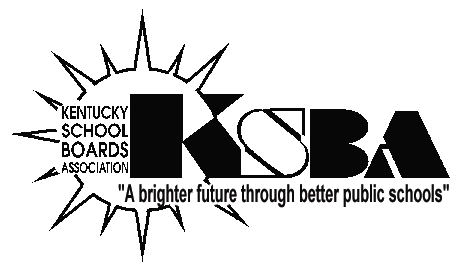 KENTUCKY
SCHOOL
BOARDS
ASSOCIATION
KSBA
"A brighter future through better public schools"